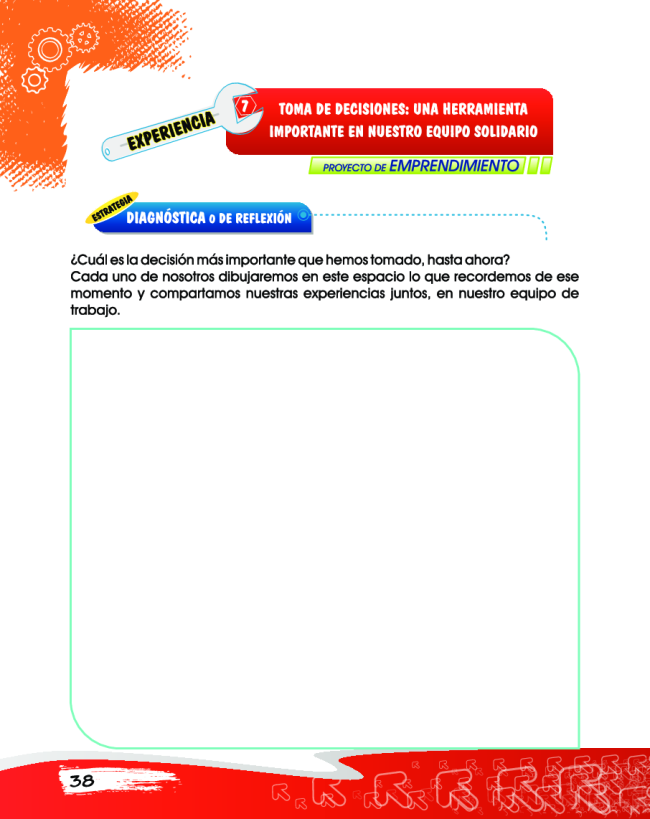 EXPERIENCIA
7
TOMA DE DECISIONES: UNA HERRAMIENTA
IMPORTANTE EN NUESTRO EQUIPO SOLIDARIO
PROYECTO DE EMPRENDIMIENTO
ESTRATEGIA
DIAGNÓSTICA O DE REFLEXIÓN
¿Cuál es la decisión más importante que hemos tomado, hasta ahora?
Cada uno de nosotros dibujaremos en este espacio lo que recordemos de ese
momento y compartamos nuestras experiencias juntos, en nuestro equipo de
trabajo.
38